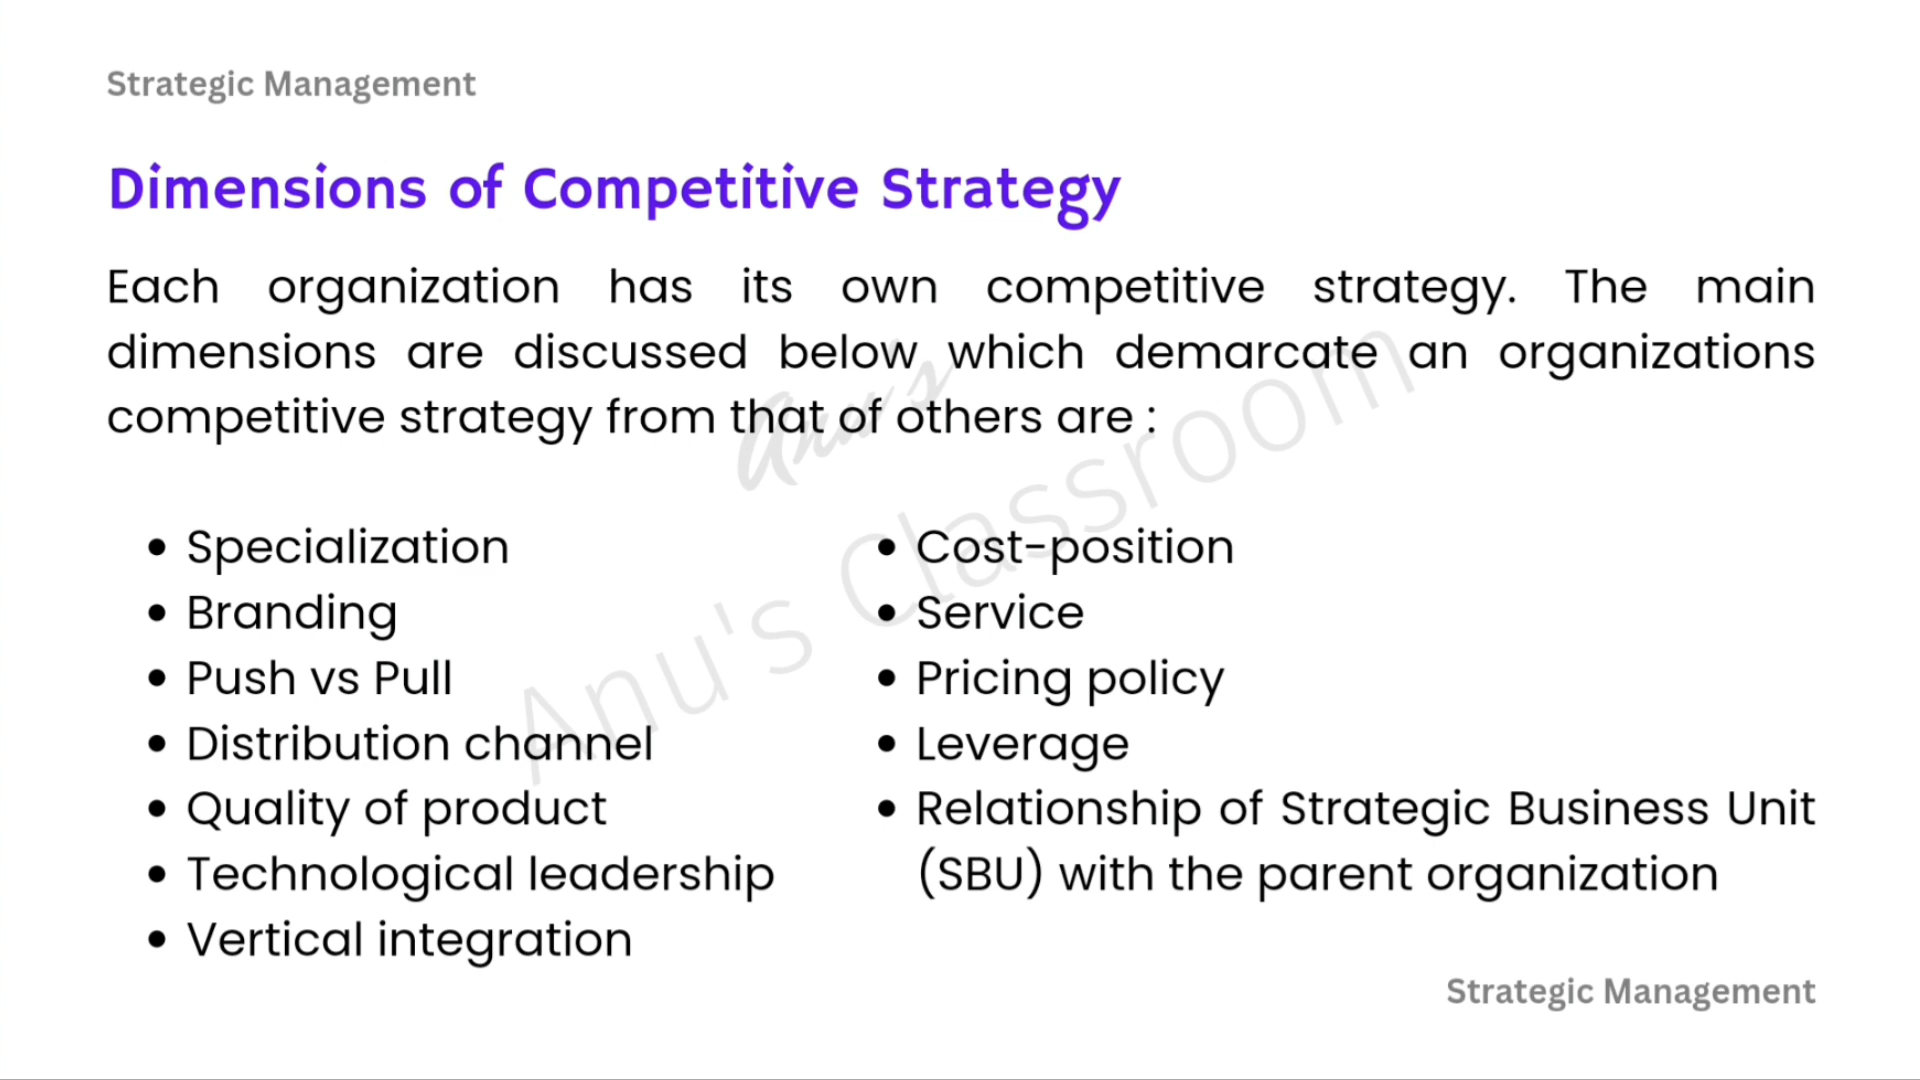 Strategic Management
Dimensions of Competitive Strategy
Each organization has its own competitive strategy. The main
dimensions are discussed below which demarcate an organizations
competitive strategy from that of others are :
• Specialization
• Branding
• Push vs Pull
• Distribution channel
• Quality of product
• Technological leadership
• Vertical integration
• Cost-position
• Service
• Pricing policy
• Leverage
• Relationship of Strategic Business Unit
(SBU) with the parent organization
Anu's
Anu's Classroom
Strategic Management